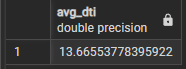 avg_dti
double precision
1
13.66553778395922